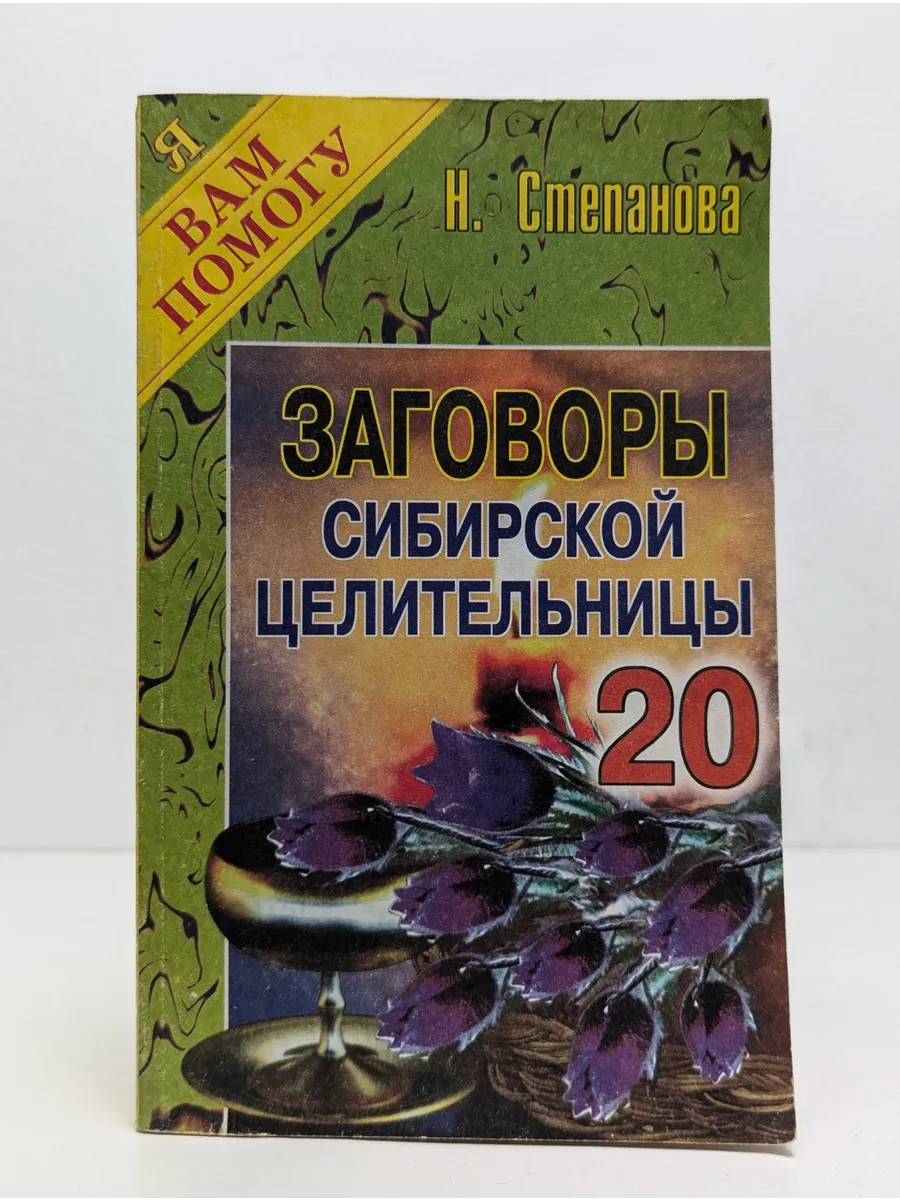 Я
ВАМ
ПОМОГУ
Н. Степанова
ЗАГОВОРЫ
СИБИРСКОЙ
ЦЕЛИТЕЛЬНИЦЫ
20